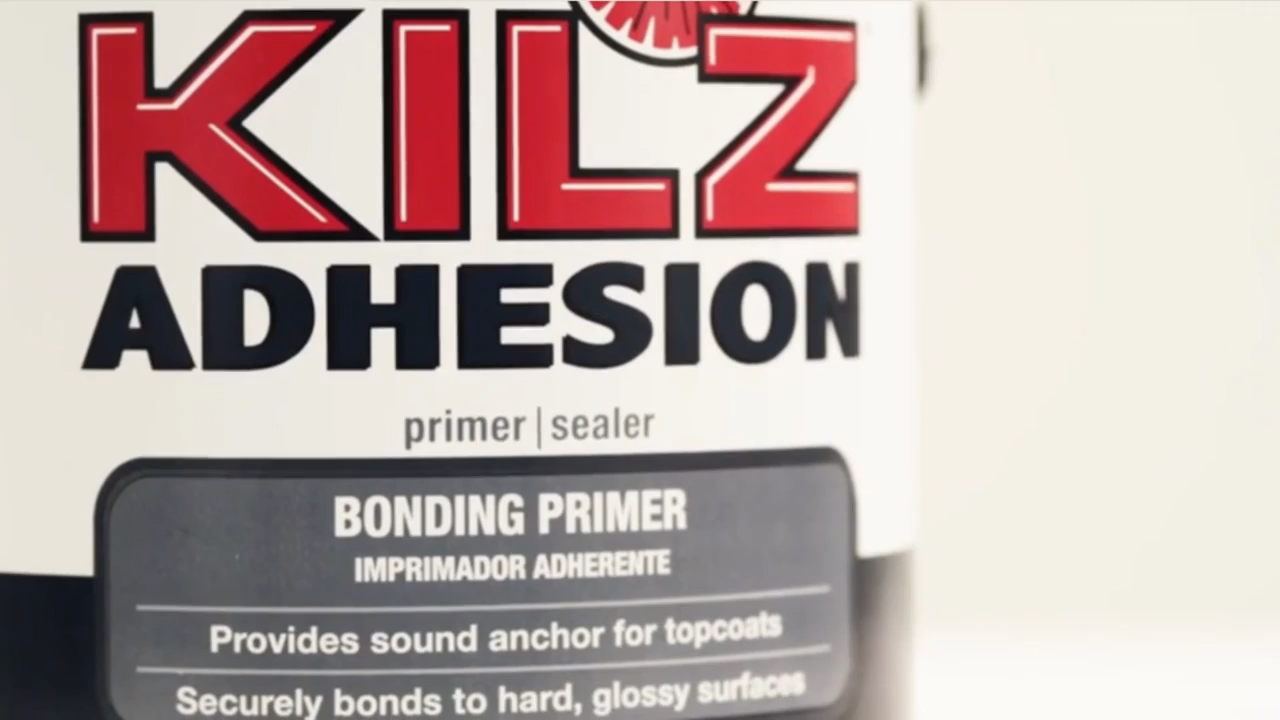 KILZ
ADHESION
primer | sealer
BONDING PRIMER
IMPRIMADOR ADHERENTE
Provides sound anchor for topcoats
Securely bonds to hard, glossy surfaces